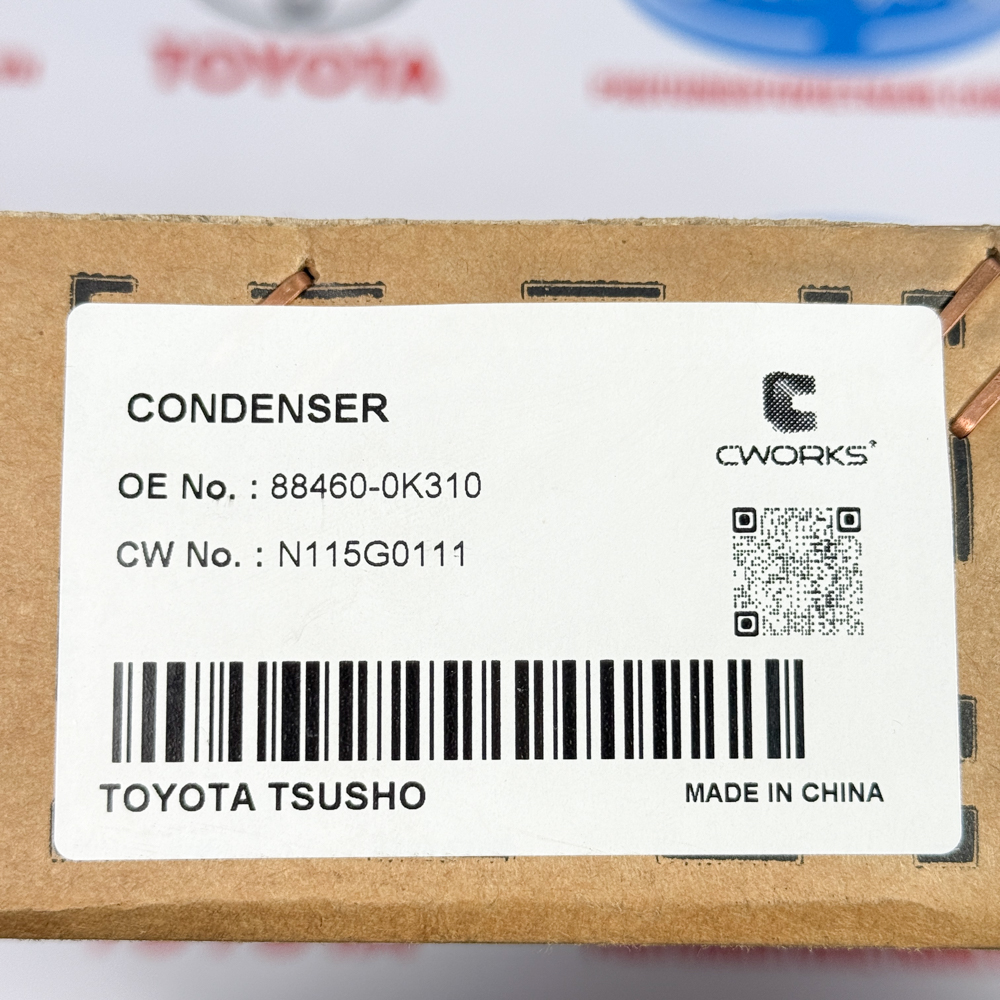 TOYOTA
CONDENSER
CWORKS
OE No. : 88460-0K310
CW No. : N115G0111
TOYOTA TSUSHO
MADE IN CHINA